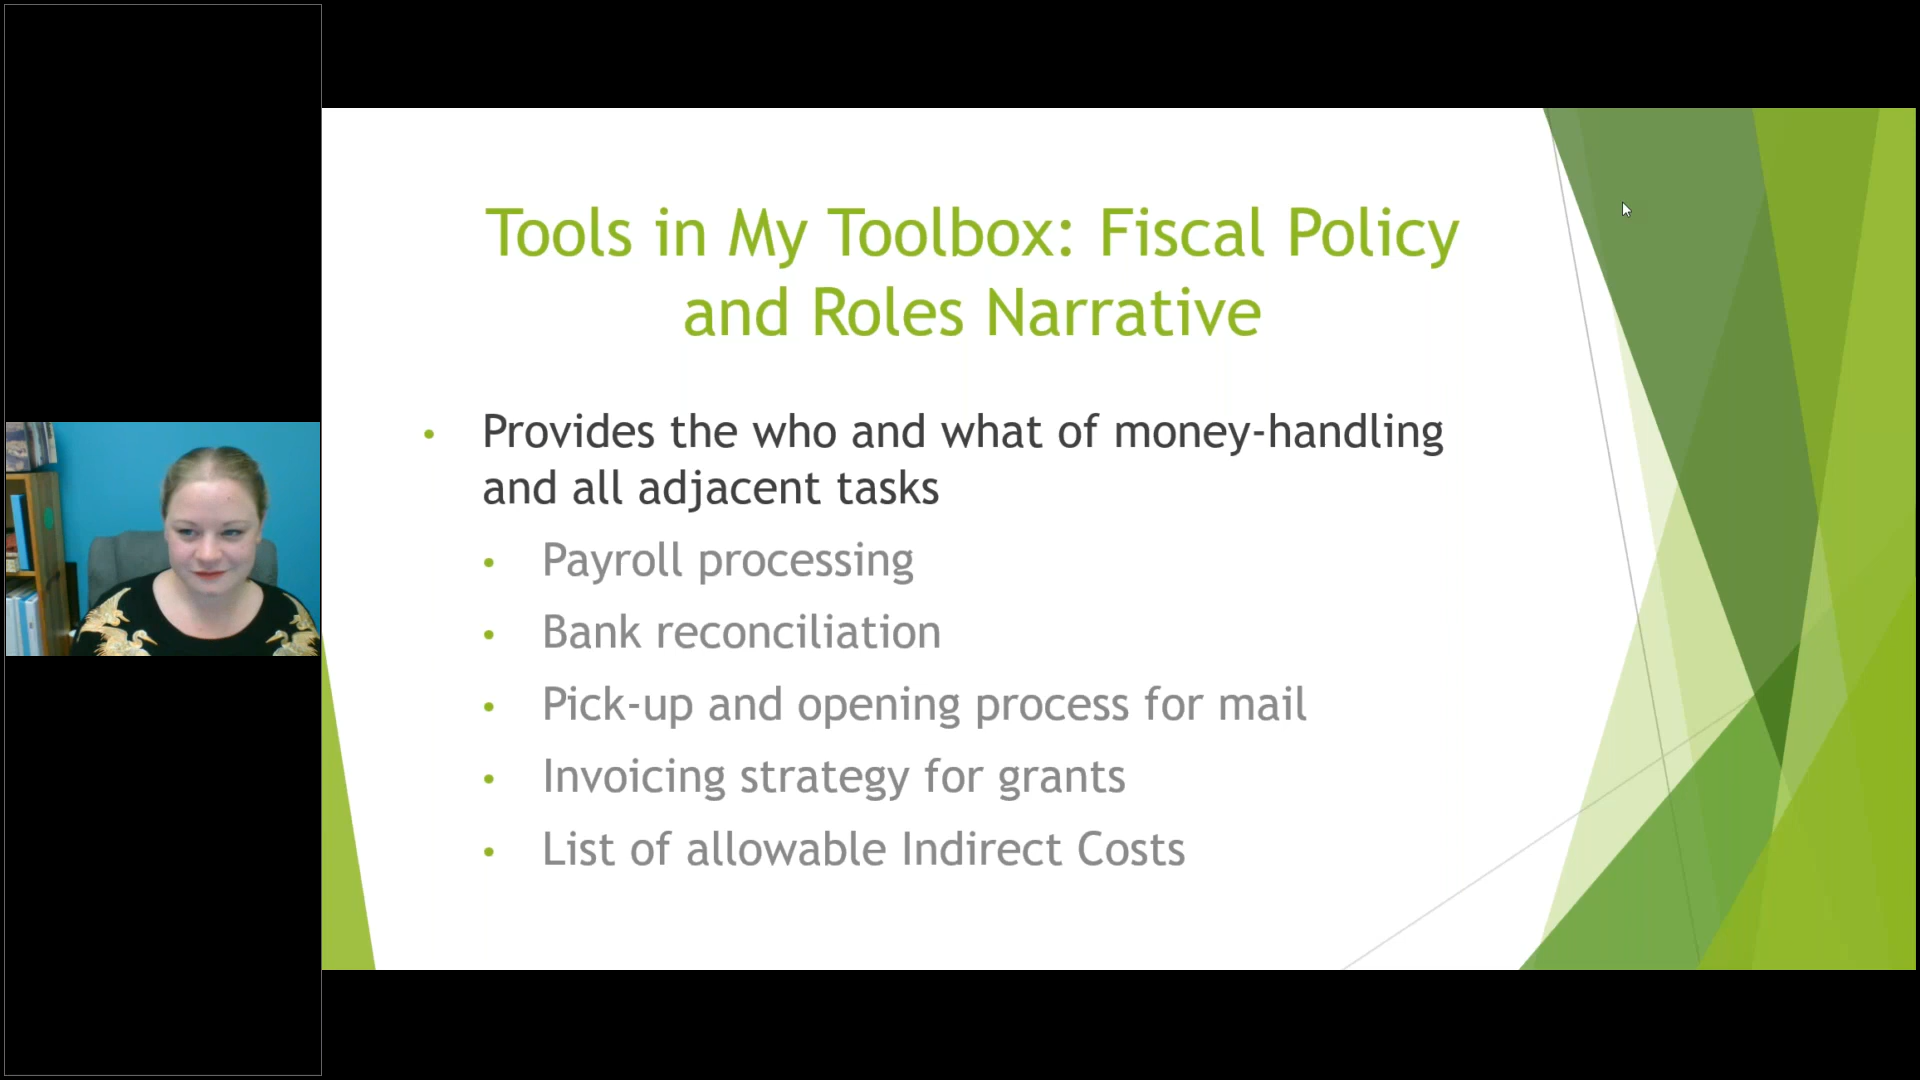 Tools in My Toolbox: Fiscal Policy
and Roles Narrative
• Provides the who and what of money-handling
and all adjacent tasks
• Payroll processing
• Bank reconciliation
• Pick-up and opening process for mail
• Invoicing strategy for grants
• List of allowable Indirect Costs